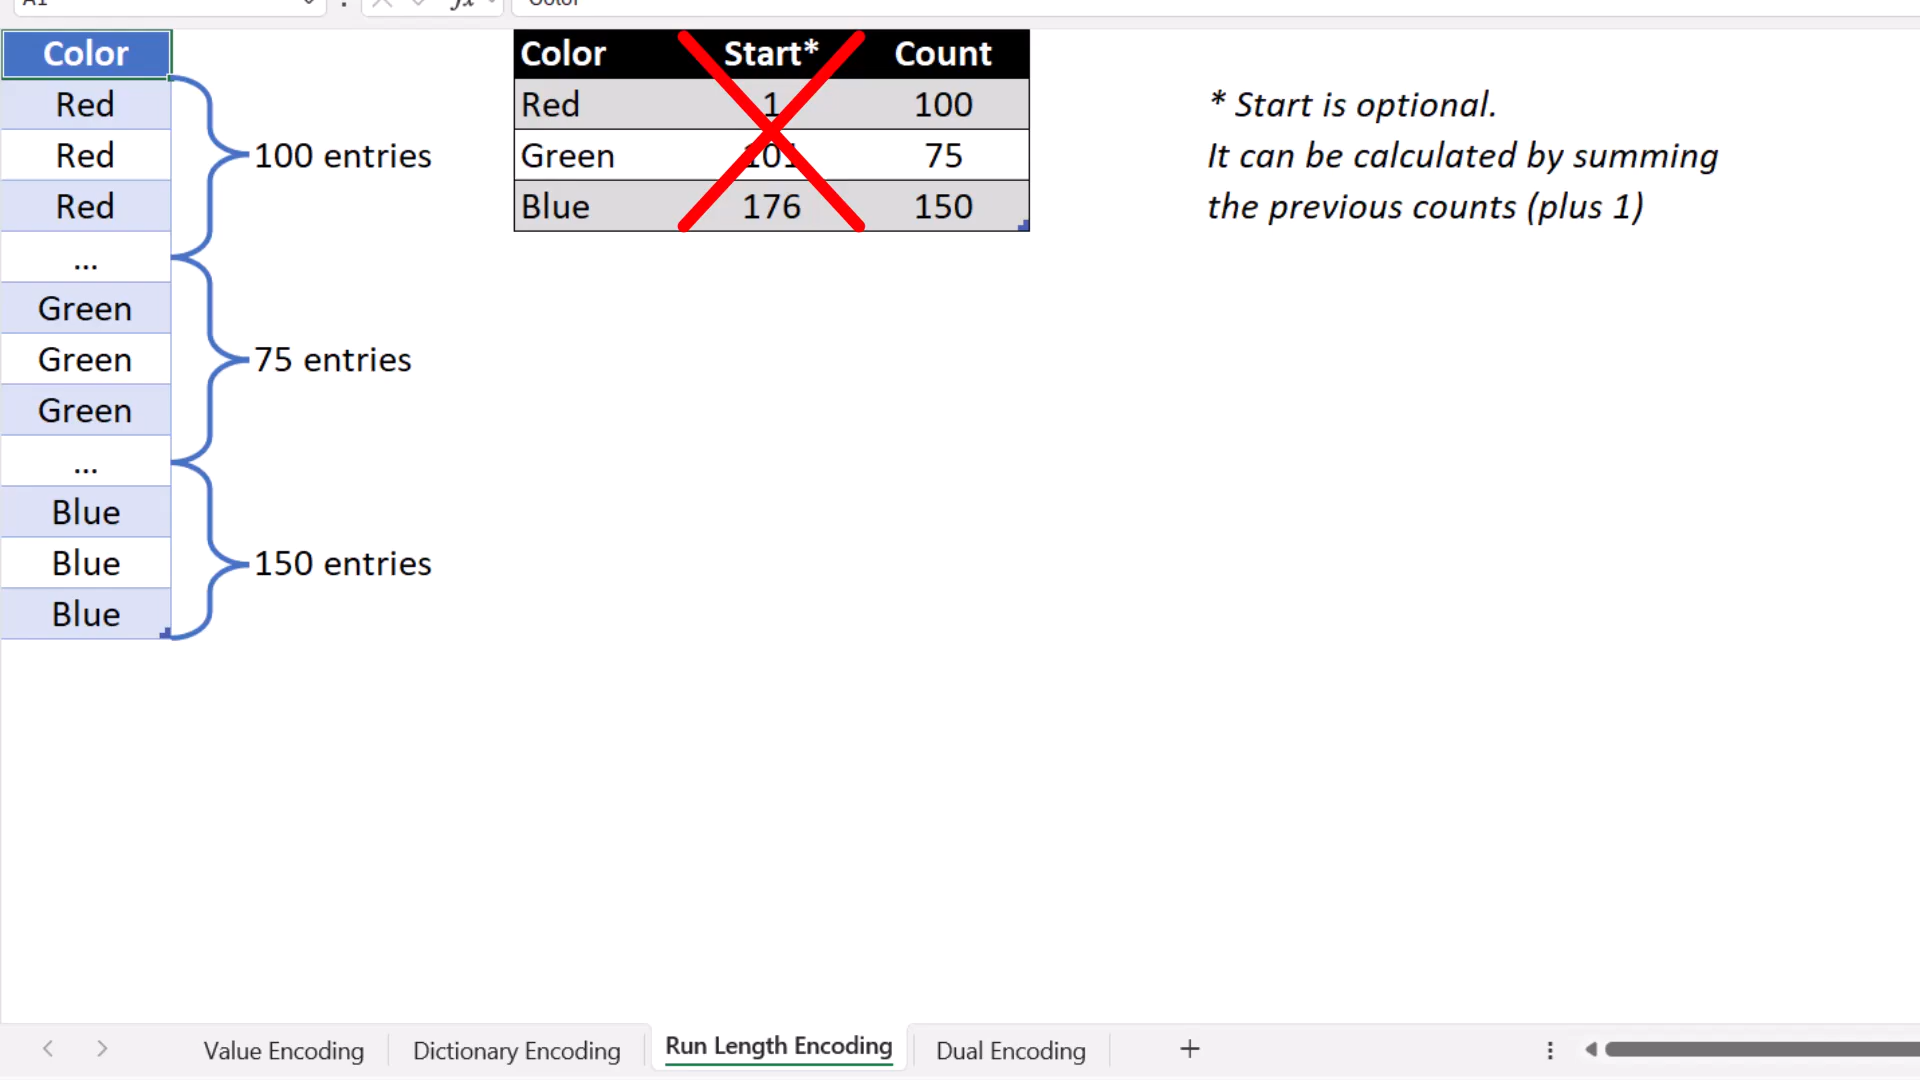 Color
Red
Red
Red
...
Green
Green
Green
...
Blue
Blue
Blue
100 entries
75 entries
150 entries
Color Start* Count
Red 1 100
Green 101 75
Blue 176 150
* Start is optional.
It can be calculated by summing
the previous counts (plus 1)
Value Encoding
Dictionary Encoding
Run Length Encoding
Dual Encoding